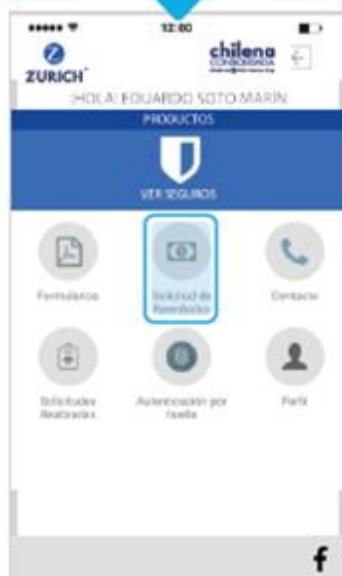 12:00
ZURICH
chilena
CONSOLIDADA
¡HOLA! EDUARDO SOTO MARÍN
PRODUCTOS
VER SEGUROS
Formularios
Solicitud de
Reembolso
Contacto
Solicitudes
Realizadas
Autenticación por
huella
Perfil
f